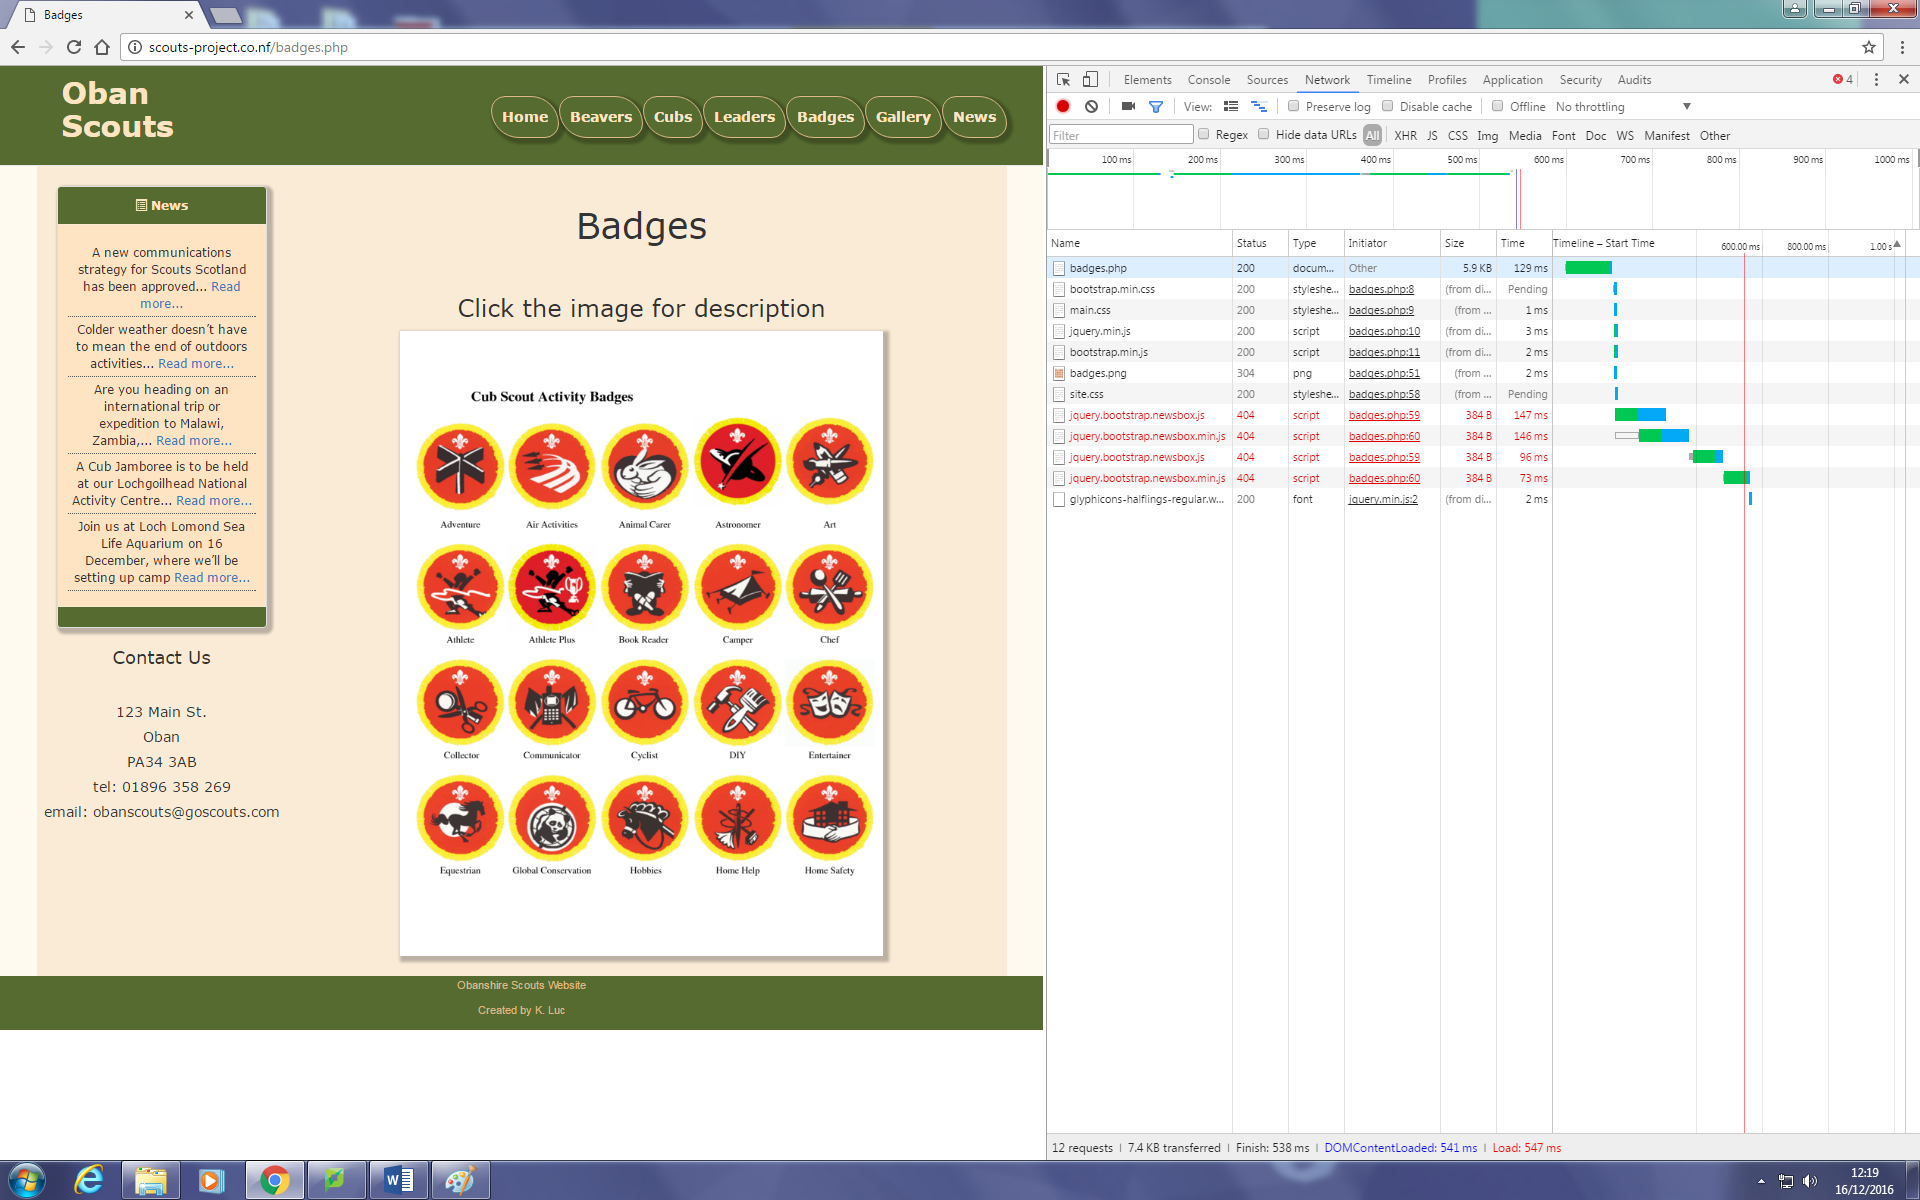 Badges
scouts-project.co.nf/badges.php
Oban
Scouts
Home
Beavers
Cubs
Leaders
Badges
Gallery
News
News
A new communications
strategy for Scouts Scotland
has been approved... Read
more...
Colder weather doesn't have
to mean the end of outdoors
activities... Read more...
Are you heading on an
international trip or
expedition to Malawi,
Zambia,... Read more...
A Cub Jamboree is to be held
at our Lochgoilhead National
Activity Centre... Read more...
Join us at Loch Lomond Sea
Life Aquarium on 16
December, where we'll be
setting up camp Read more...
Contact Us
123 Main St.
Oban
PA34 3AB
tel: 01896 358 269
email: obanscouts@goscouts.com
Badges
Click the image for description
Cub Scout Activity Badges
Adventure Air Activities Animal Carer Astronomer Art
Athlete Athlete Plus Book Reader Camper Chef
Collector Communicator Cyclist DIY Entertainer
Equestrian Global Conservation Hobbies Home Help Home Safety
Obanshire Scouts Website
Created by K. Luc
Elements Console Sources Network Timeline Profiles Application Security Audits 4
View: Preserve log Disable cache Offline No throttling
Filter Regex Hide data URLs All XHR JS CSS Img Media Font Doc WS Manifest Other
100 ms 200 ms 300 ms 400 ms 500 ms 600 ms 700 ms 800 ms 900 ms 1000 ms
Name Status Type Initiator Size Time Timeline – Start Time 600.00 ms 800.00 ms 1.00 s
badges.php 200 docum... Other 5.9 KB 129 ms
bootstrap.min.css 200 styleshe... badges.php:8 (from di... Pending
main.css 200 styleshe... badges.php:9 (from ... 1 ms
jquery.min.js 200 script badges.php:10 (from di... 3 ms
bootstrap.min.js 200 script badges.php:11 (from di... 2 ms
badges.png 304 png badges.php:51 (from ... 2 ms
site.css 200 styleshe... badges.php:58 (from di... Pending
jquery.bootstrap.newsbox.js 404 script badges.php:59 384 B 147 ms
jquery.bootstrap.newsbox.min.js 404 script badges.php:60 384 B 146 ms
jquery.bootstrap.newsbox.js 404 script badges.php:59 384 B 96 ms
jquery.bootstrap.newsbox.min.js 404 script badges.php:60 384 B 73 ms
glyphicons-halflings-regular.w... 200 font jquery.min.js:2 (from di... 2 ms
12 requests | 7.4 KB transferred | Finish: 538 ms | DOMContentLoaded: 541 ms | Load: 547 ms
12:19
16/12/2016